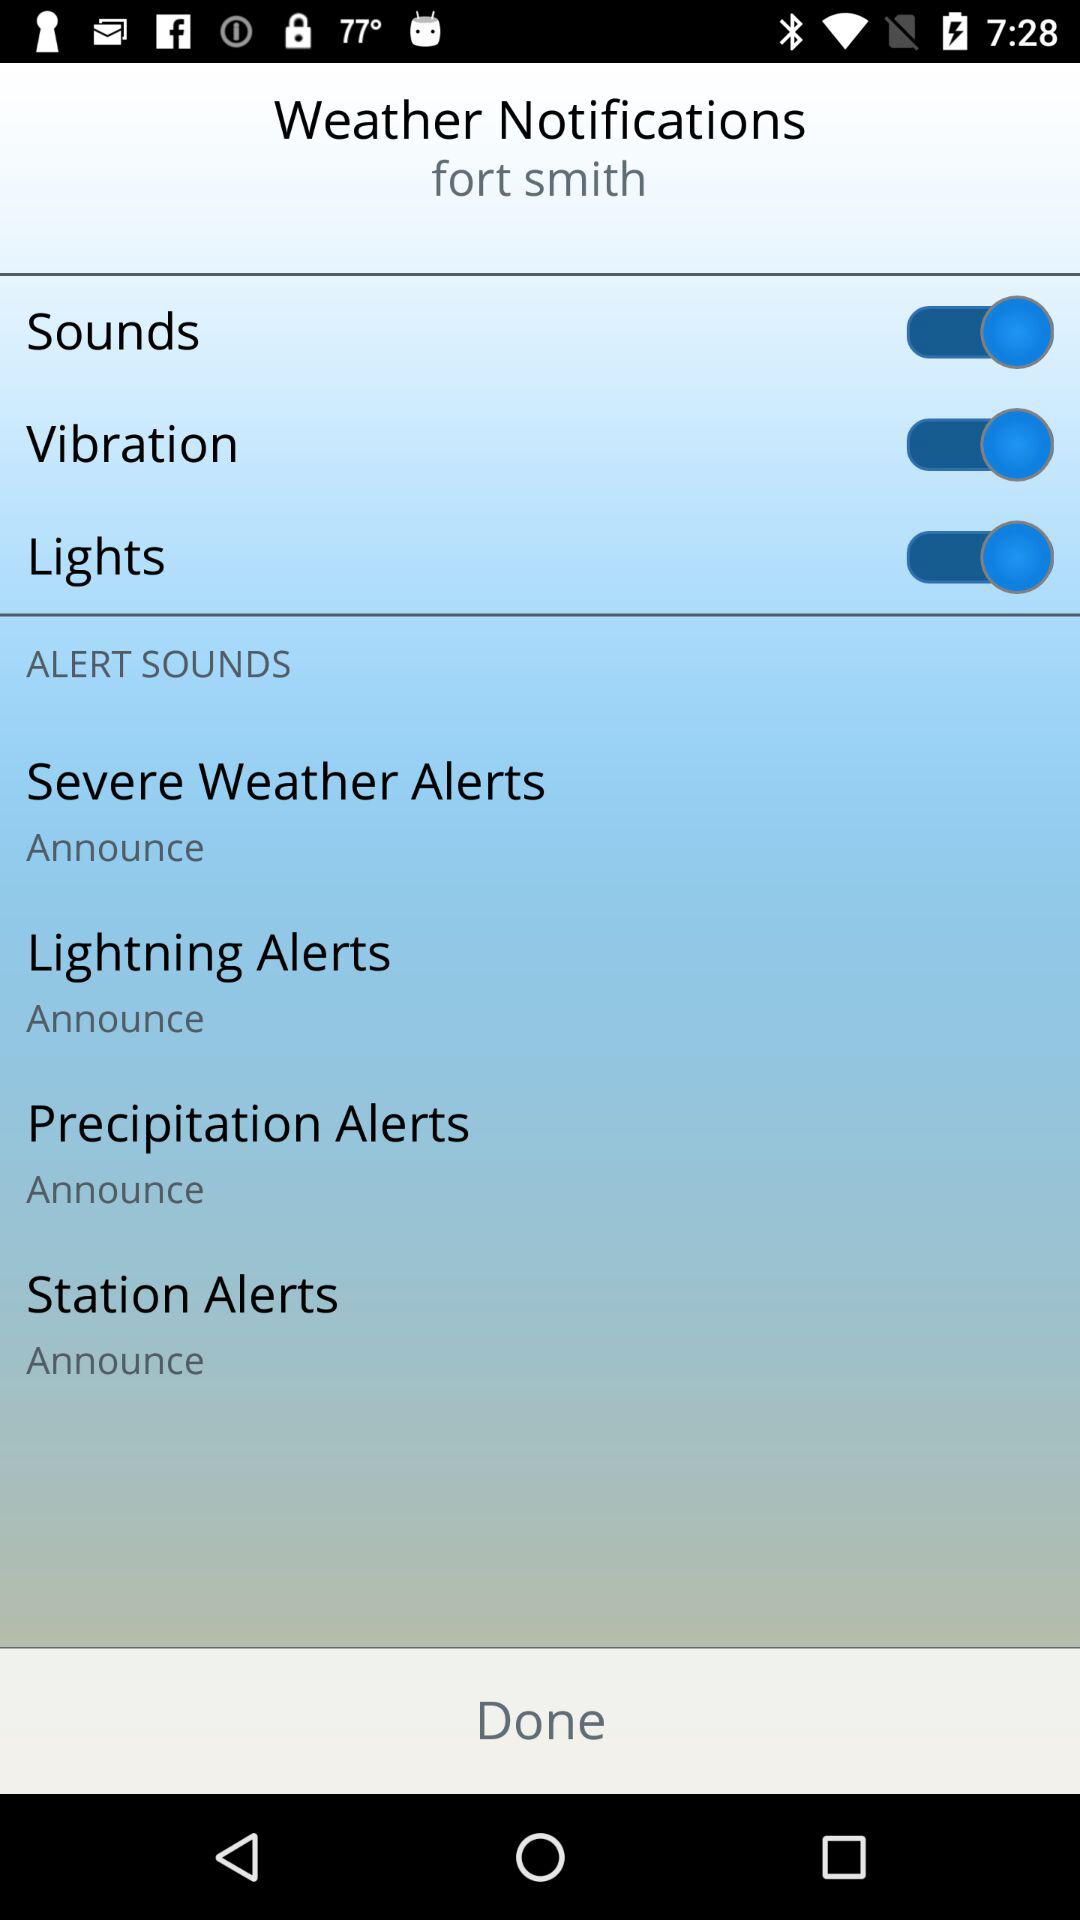 77° 7:28
Weather Notifications
fort smith
Sounds
Vibration
Lights
ALERT SOUNDS
Severe Weather Alerts
Announce
Lightning Alerts
Announce
Precipitation Alerts
Announce
Station Alerts
Announce
Done